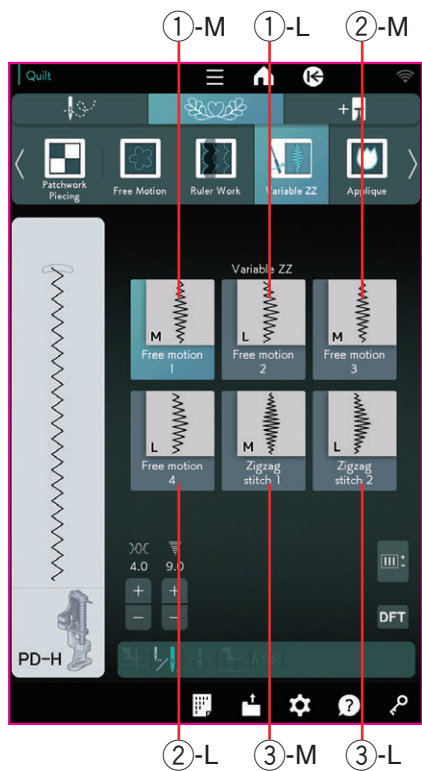 ①-M ①-L ②-M
Quilt
Patchwork
Piecing
Free Motion
Ruler Work
Variable ZZ
Applique
Variable ZZ
M
Free motion
1
L
Free motion
2
M
Free motion
3
L
Free motion
4
M
Zigzag
stitch 1
L
Zigzag
stitch 2
4.0 9.0
+ +
− −
DFT
PD-H
ASR
?
②-L ③-M ③-L